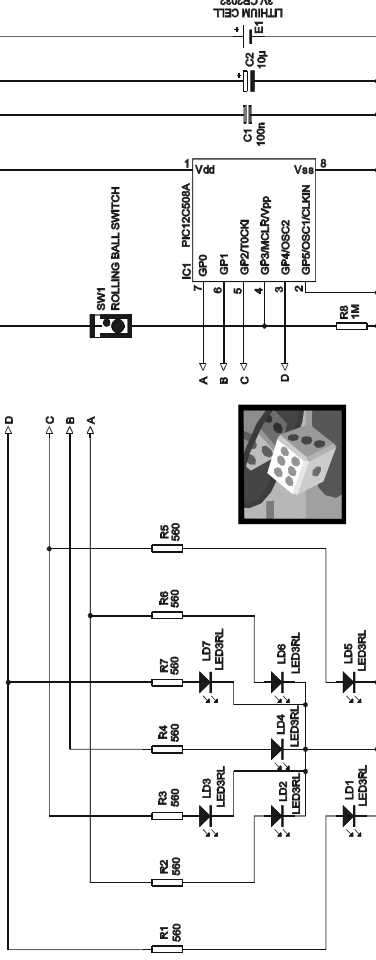 D
C
B
A
R1
560
R2
560
R3
560
R4
560
R7
560
R6
560
R5
560
LD3
LED3RL
LD7
LED3RL
LD2
LED3RL
LD4
LED3RL
LD6
LED3RL
LD1
LED3RL
LD5
LED3RL
SW1
ROLLING BALL SWITCH
A
B
C
D
7
6
5
4
3
2
1
8
IC1
PIC12C508A
GP0
GP1
GP2/T0CKI
GP3/MCLR/Vpp
GP4/OSC2
GP5/OSC1/CLKIN
Vdd
Vss
R8
1M
C1
100n
+
C2
10µ
+
E1
LITHIUM CELL
3V CR2032